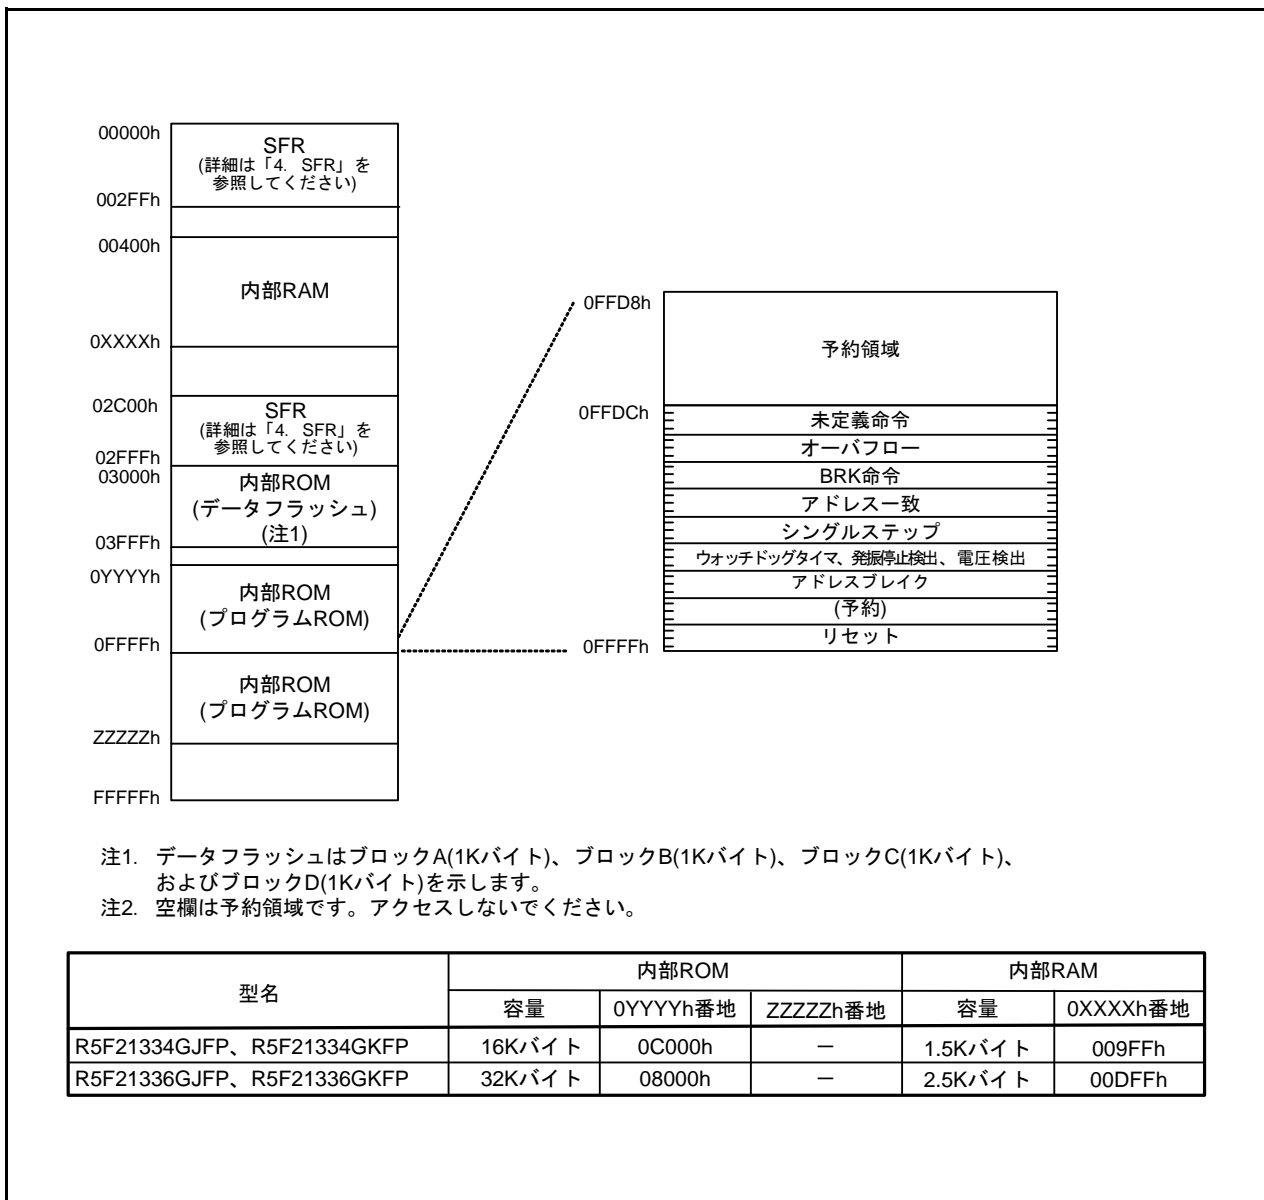 00000h
SFR
(詳細は「4. SFR」を
参照してください)
002FFh
00400h
内部RAM
0XXXXh
02C00h
SFR
(詳細は「4. SFR」を
参照してください)
02FFFh
03000h
内部ROM
(データフラッシュ)
(注1)
03FFFh
0YYYYh
内部ROM
(プログラムROM)
0FFFFh
内部ROM
(プログラムROM)
ZZZZZh
FFFFFh
0FFD8h
予約領域
0FFDCh
未定義命令
オーバフロー
BRK命令
アドレス一致
シングルステップ
ウォッチドッグタイマ、発振停止検出、電圧検出
アドレスブレイク
(予約)
リセット
0FFFFh
注1. データフラッシュはブロックA(1Kバイト)、ブロックB(1Kバイト)、ブロックC(1Kバイト)、
およびブロックD(1Kバイト)を示します。
注2. 空欄は予約領域です。アクセスしないでください。
型名 内部ROM 内部RAM
容量 0YYYYh番地 ZZZZZh番地 容量 0XXXXh番地
R5F21334GJFP、R5F21334GKFP 16Kバイト 0C000h － 1.5Kバイト 009FFh
R5F21336GJFP、R5F21336GKFP 32Kバイト 08000h － 2.5Kバイト 00DFFh